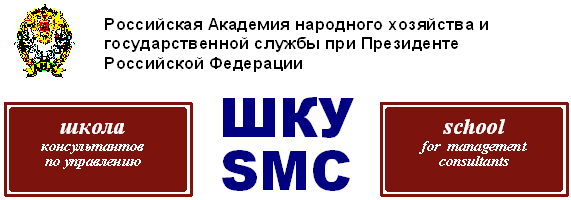 Российская Академия народного хозяйства и
государственной службы при Президенте
Российской Федерации
школа
консультантов
по управлению
ШКУ
SMC
school
for management
consultants